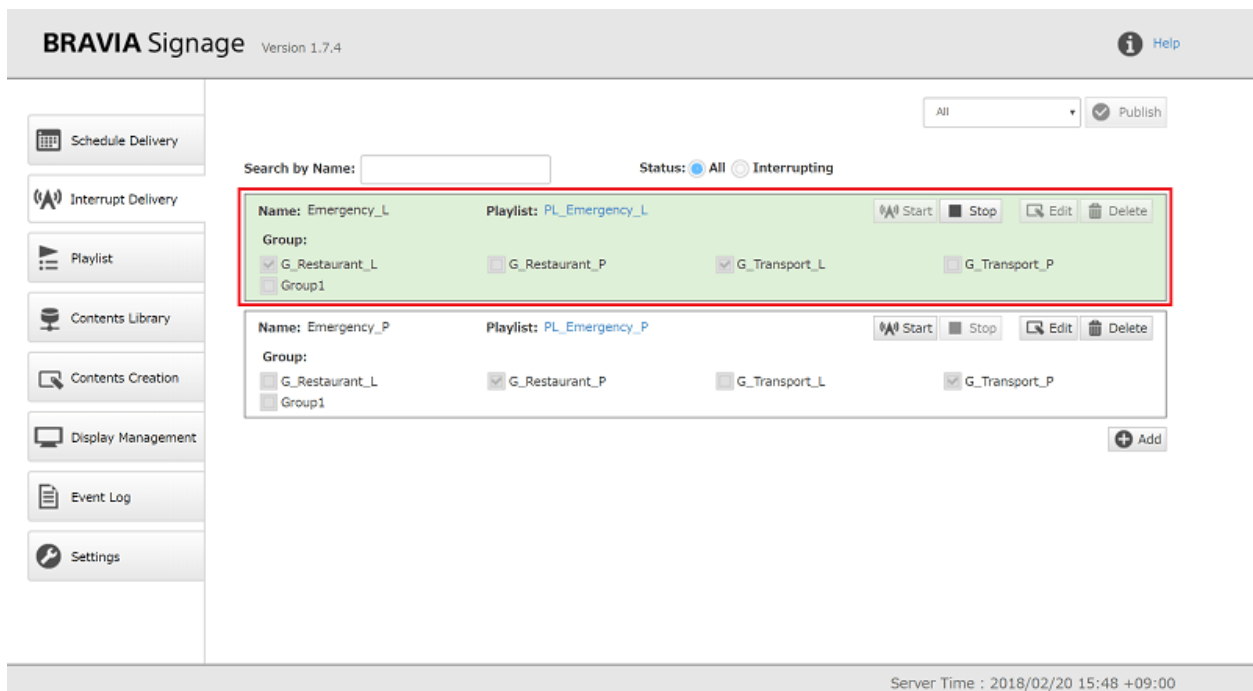 BRAVIA Signage Version 1.7.4
Help
All
Publish
Schedule Delivery
Interrupt Delivery
Playlist
Contents Library
Contents Creation
Display Management
Event Log
Settings
Search by Name:
Status: All Interrupting
Name: Emergency_L Playlist: PL_Emergency_L Start Stop Edit Delete
Group:
G_Restaurant_L G_Restaurant_P G_Transport_L G_Transport_P
Group1
Name: Emergency_P Playlist: PL_Emergency_P Start Stop Edit Delete
Group:
G_Restaurant_L G_Restaurant_P G_Transport_L G_Transport_P
Group1
Add
Server Time : 2018/02/20 15:48 +09:00